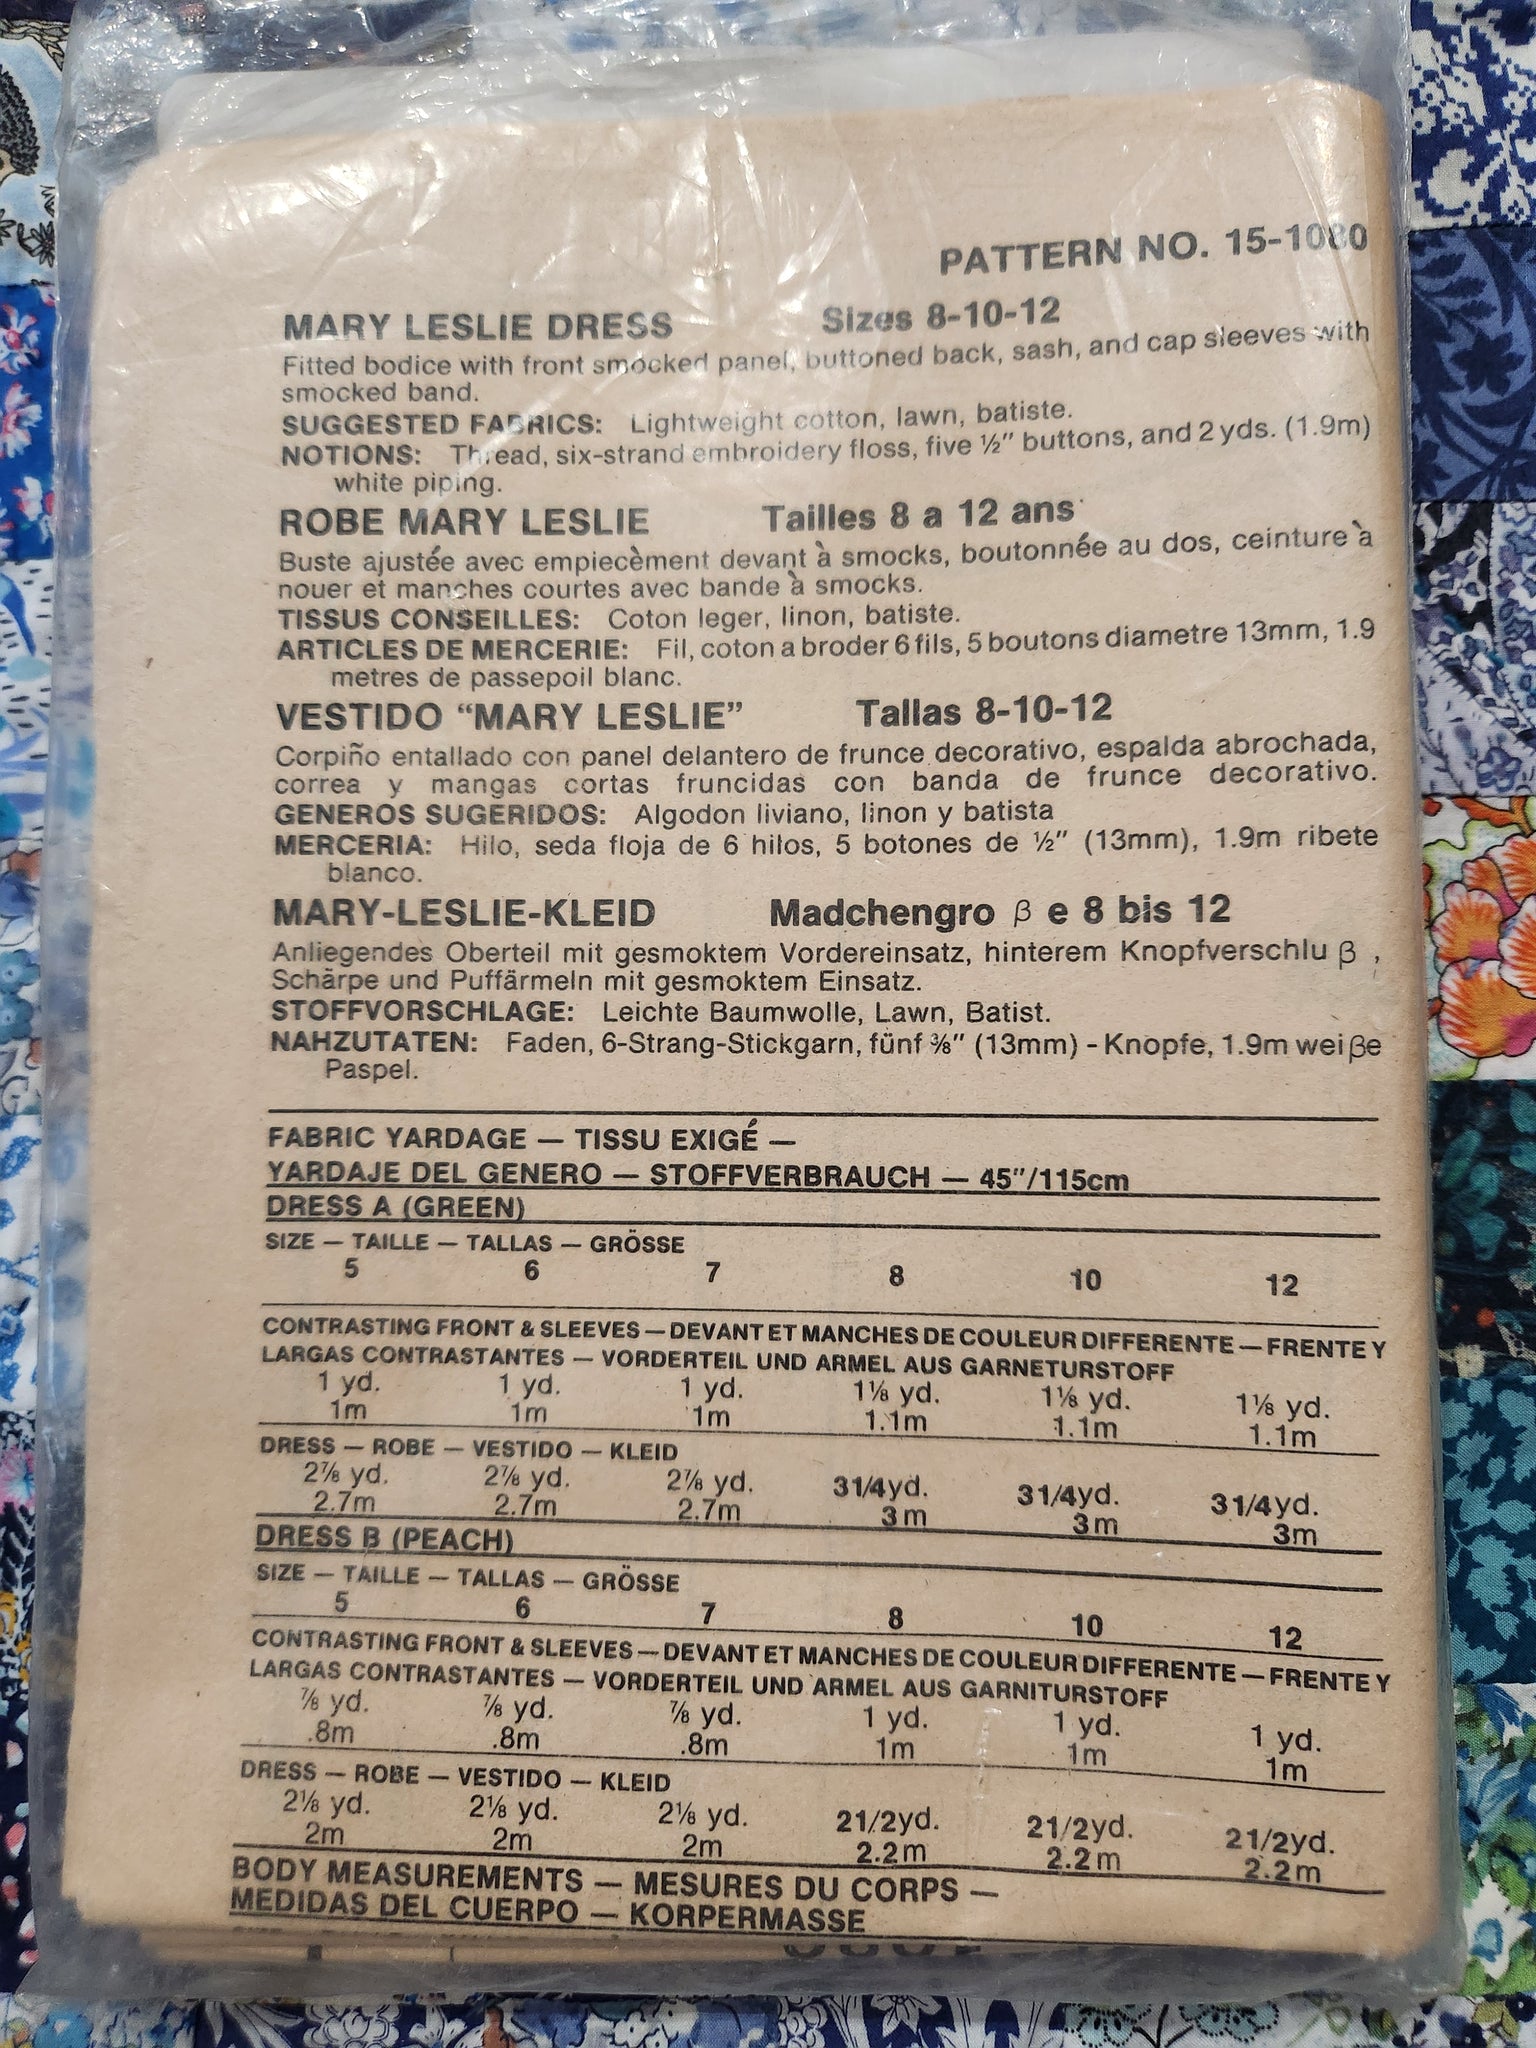 PATTERN NO. 15-1080
MARY LESLIE DRESS Sizes 8-10-12
Fitted bodice with front smocked panel, buttoned back, sash, and cap sleeves with
smocked band.
SUGGESTED FABRICS: Lightweight cotton, lawn, batiste.
NOTIONS: Thread, six-strand embroidery floss, five ½" buttons, and 2 yds. (1.9m)
white piping.
ROBE MARY LESLIE Tailles 8 a 12 ans
Buste ajustée avec empiecèment devant à smocks, boutonnée au dos, ceinture à
nouer et manches courtes avec bande à smocks.
TISSUS CONSEILLES: Coton leger, linon, batiste.
ARTICLES DE MERCERIE: Fil, coton a broder 6 fils, 5 boutons diametre 13mm, 1.9
metres de passepoil blanc.
VESTIDO “MARY LESLIE” Tallas 8-10-12
Corpiño entallado con panel delantero de frunce decorativo, espalda abrochada,
correa y mangas cortas fruncidas con banda de frunce decorativo.
GENEROS SUGERIDOS: Algodon liviano, linon y batista
MERCERIA: Hilo, seda floja de 6 hilos, 5 botones de ½" (13mm), 1.9m ribete
blanco.
MARY-LESLIE-KLEID Madchengro β e 8 bis 12
Anliegendes Oberteil mit gesmoktem Vordereinsatz, hinterem Knopfverschlu β ,
Schärpe und Puffärmeln mit gesmoktem Einsatz.
STOFFVORSCHLAGE: Leichte Baumwolle, Lawn, Batist.
NAHZUTATEN: Faden, 6-Strang-Stickgarn, fünf ⅜" (13mm) - Knopfe, 1.9m weiβe
Paspel.
FABRIC YARDAGE — TISSU EXIGÉ —
YARDAJE DEL GENERO — STOFFVERBRAUCH — 45"/115cm
DRESS A (GREEN)
SIZE — TAILLE — TALLAS — GRÖSSE
5 6 7 8 10 12
CONTRASTING FRONT & SLEEVES — DEVANT ET MANCHES DE COULEUR DIFFERENTE — FRENTE Y
LARGAS CONTRASTANTES — VORDERTEIL UND ARMEL AUS GARNETURSTOFF
1 yd. 1 yd. 1 yd. 1⅛ yd. 1⅛ yd. 1⅛ yd.
1m 1m 1m 1.1m 1.1m 1.1m
DRESS — ROBE — VESTIDO — KLEID
2⅞ yd. 2⅞ yd. 2⅞ yd. 31/4yd. 31/4yd. 31/4yd.
2.7m 2.7m 2.7m 3m 3m 3m
DRESS B (PEACH)
SIZE — TAILLE — TALLAS — GRÖSSE
5 6 7 8 10 12
CONTRASTING FRONT & SLEEVES — DEVANT ET MANCHES DE COULEUR DIFFERENTE — FRENTE Y
LARGAS CONTRASTANTES — VORDERTEIL UND ARMEL AUS GARNITURSTOFF
⅞ yd. ⅞ yd. ⅞ yd. 1 yd. 1 yd. 1 yd.
.8m .8m .8m 1m 1m 1m
DRESS — ROBE — VESTIDO — KLEID
2⅛ yd. 2⅛ yd. 2⅛ yd. 21/2yd. 21/2yd. 21/2yd.
2m 2m 2m 2.2m 2.2m 2.2m
BODY MEASUREMENTS — MESURES DU CORPS —
MEDIDAS DEL CUERPO — KORPERMASSE